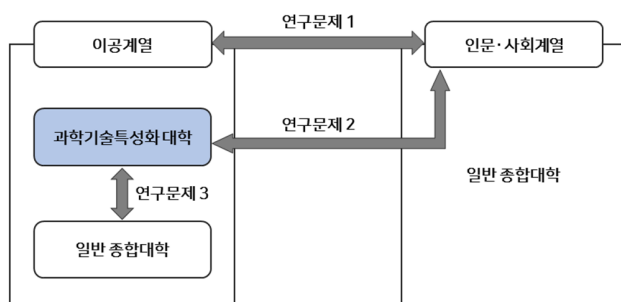 연구문제 1
이공계열
인문·사회계열
과학기술특성화 대학
연구문제 2
일반 종합대학
연구문제 3
일반 종합대학